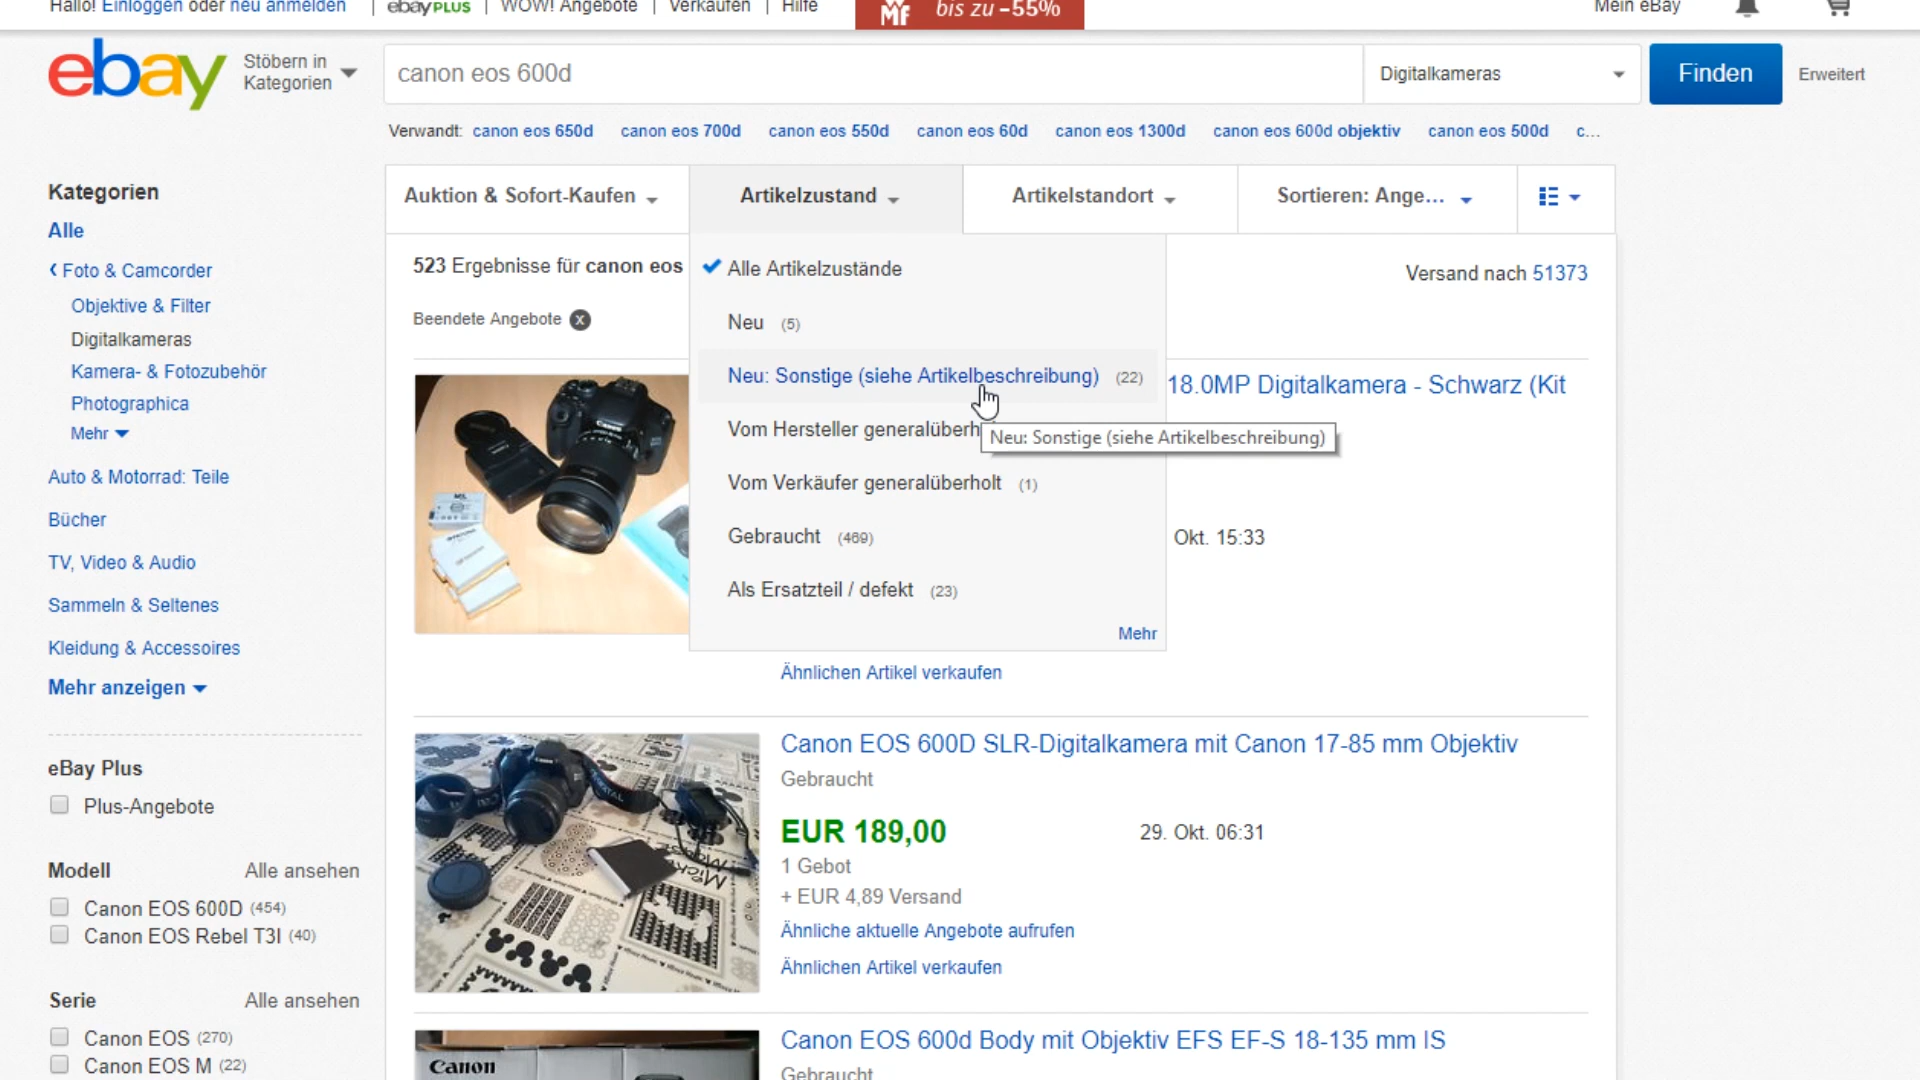 Hallo! Einloggen oder neu anmelden | ebay PLUS | WOW! Angebote | Verkaufen | Hilfe
WMF bis zu –55%
Mein eBay
ebay
Stöbern in
Kategorien
canon eos 600d
Digitalkameras
Finden
Erweitert
Verwandt: canon eos 650d canon eos 700d canon eos 550d canon eos 60d canon eos 1300d canon eos 600d objektiv canon eos 500d c...
Auktion & Sofort-Kaufen
Artikelzustand
Artikelstandort
Sortieren: Ange...
Kategorien
Alle
Foto & Camcorder
Objektive & Filter
Digitalkameras
Kamera- & Fotozubehör
Photographica
Mehr
Auto & Motorrad: Teile
Bücher
TV, Video & Audio
Sammeln & Seltenes
Kleidung & Accessoires
Mehr anzeigen
eBay Plus
Plus-Angebote
Modell Alle ansehen
Canon EOS 600D (454)
Canon EOS Rebel T3I (40)
Serie Alle ansehen
Canon EOS (270)
Canon EOS M (22)
523 Ergebnisse für canon eos
Versand nach 51373
Beendete Angebote x
Alle Artikelzustände
Neu (5)
Neu: Sonstige (siehe Artikelbeschreibung) (22)
Vom Hersteller generalüberh
Neu: Sonstige (siehe Artikelbeschreibung)
Vom Verkäufer generalüberholt (1)
Gebraucht (469)
Als Ersatzteil / defekt (23)
Mehr
18.0MP Digitalkamera - Schwarz (Kit
Okt. 15:33
Ähnlichen Artikel verkaufen
Canon EOS 600D SLR-Digitalkamera mit Canon 17-85 mm Objektiv
Gebraucht
EUR 189,00
29. Okt. 06:31
1 Gebot
+ EUR 4,89 Versand
Ähnliche aktuelle Angebote aufrufen
Ähnlichen Artikel verkaufen
Canon
Canon EOS 600d Body mit Objektiv EFS EF-S 18-135 mm IS
Gebraucht